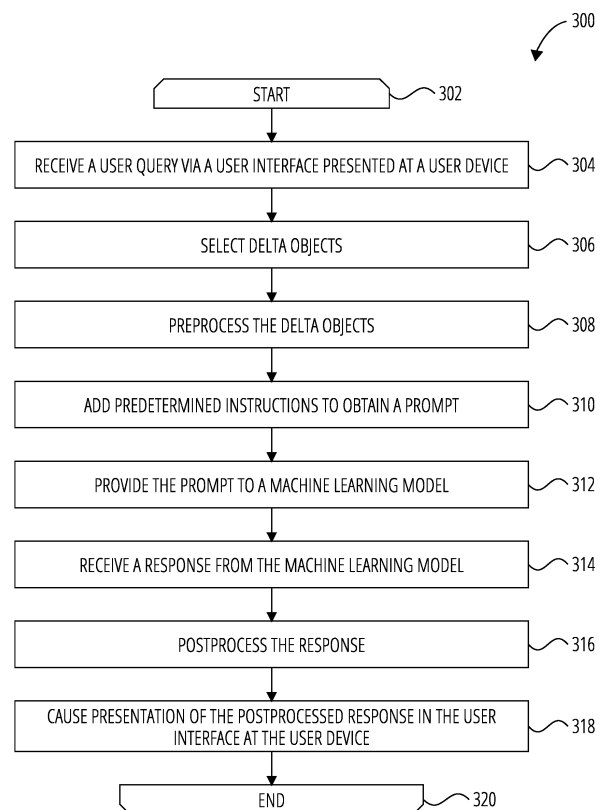 300
START
302
RECEIVE A USER QUERY VIA A USER INTERFACE PRESENTED AT A USER DEVICE
304
SELECT DELTA OBJECTS
306
PREPROCESS THE DELTA OBJECTS
308
ADD PREDETERMINED INSTRUCTIONS TO OBTAIN A PROMPT
310
PROVIDE THE PROMPT TO A MACHINE LEARNING MODEL
312
RECEIVE A RESPONSE FROM THE MACHINE LEARNING MODEL
314
POSTPROCESS THE RESPONSE
316
CAUSE PRESENTATION OF THE POSTPROCESSED RESPONSE IN THE USER
INTERFACE AT THE USER DEVICE
318
END
320